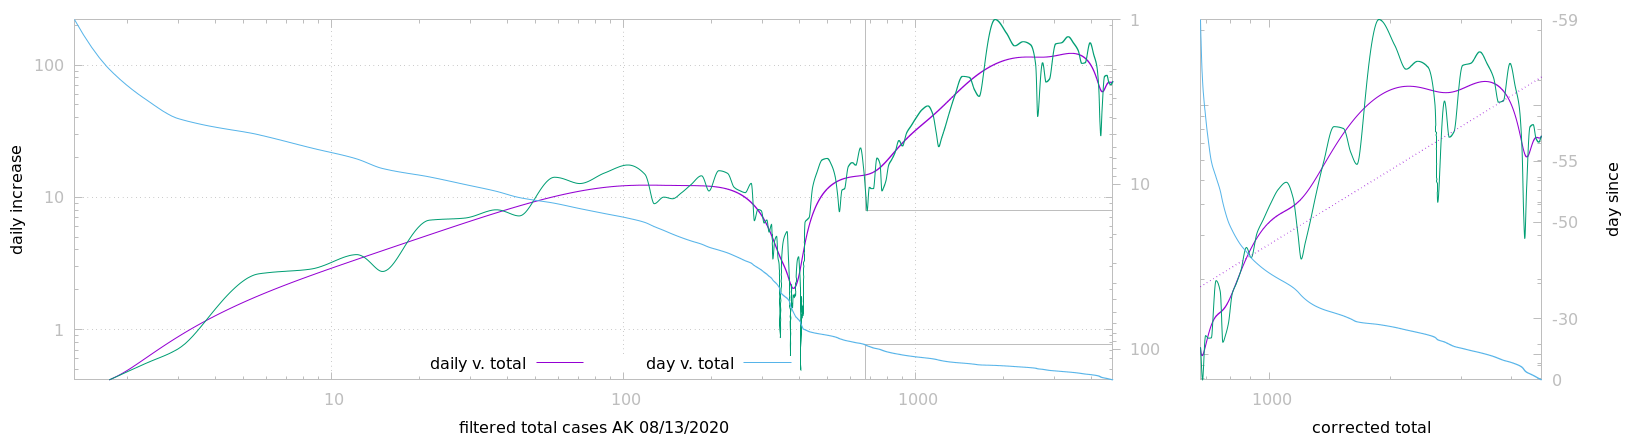 daily increase
100
10
1
10
100
1000
1
10
100
daily v. total
day v. total
filtered total cases AK 08/13/2020
-59
-55
-50
-30
0
day since
1000
corrected total